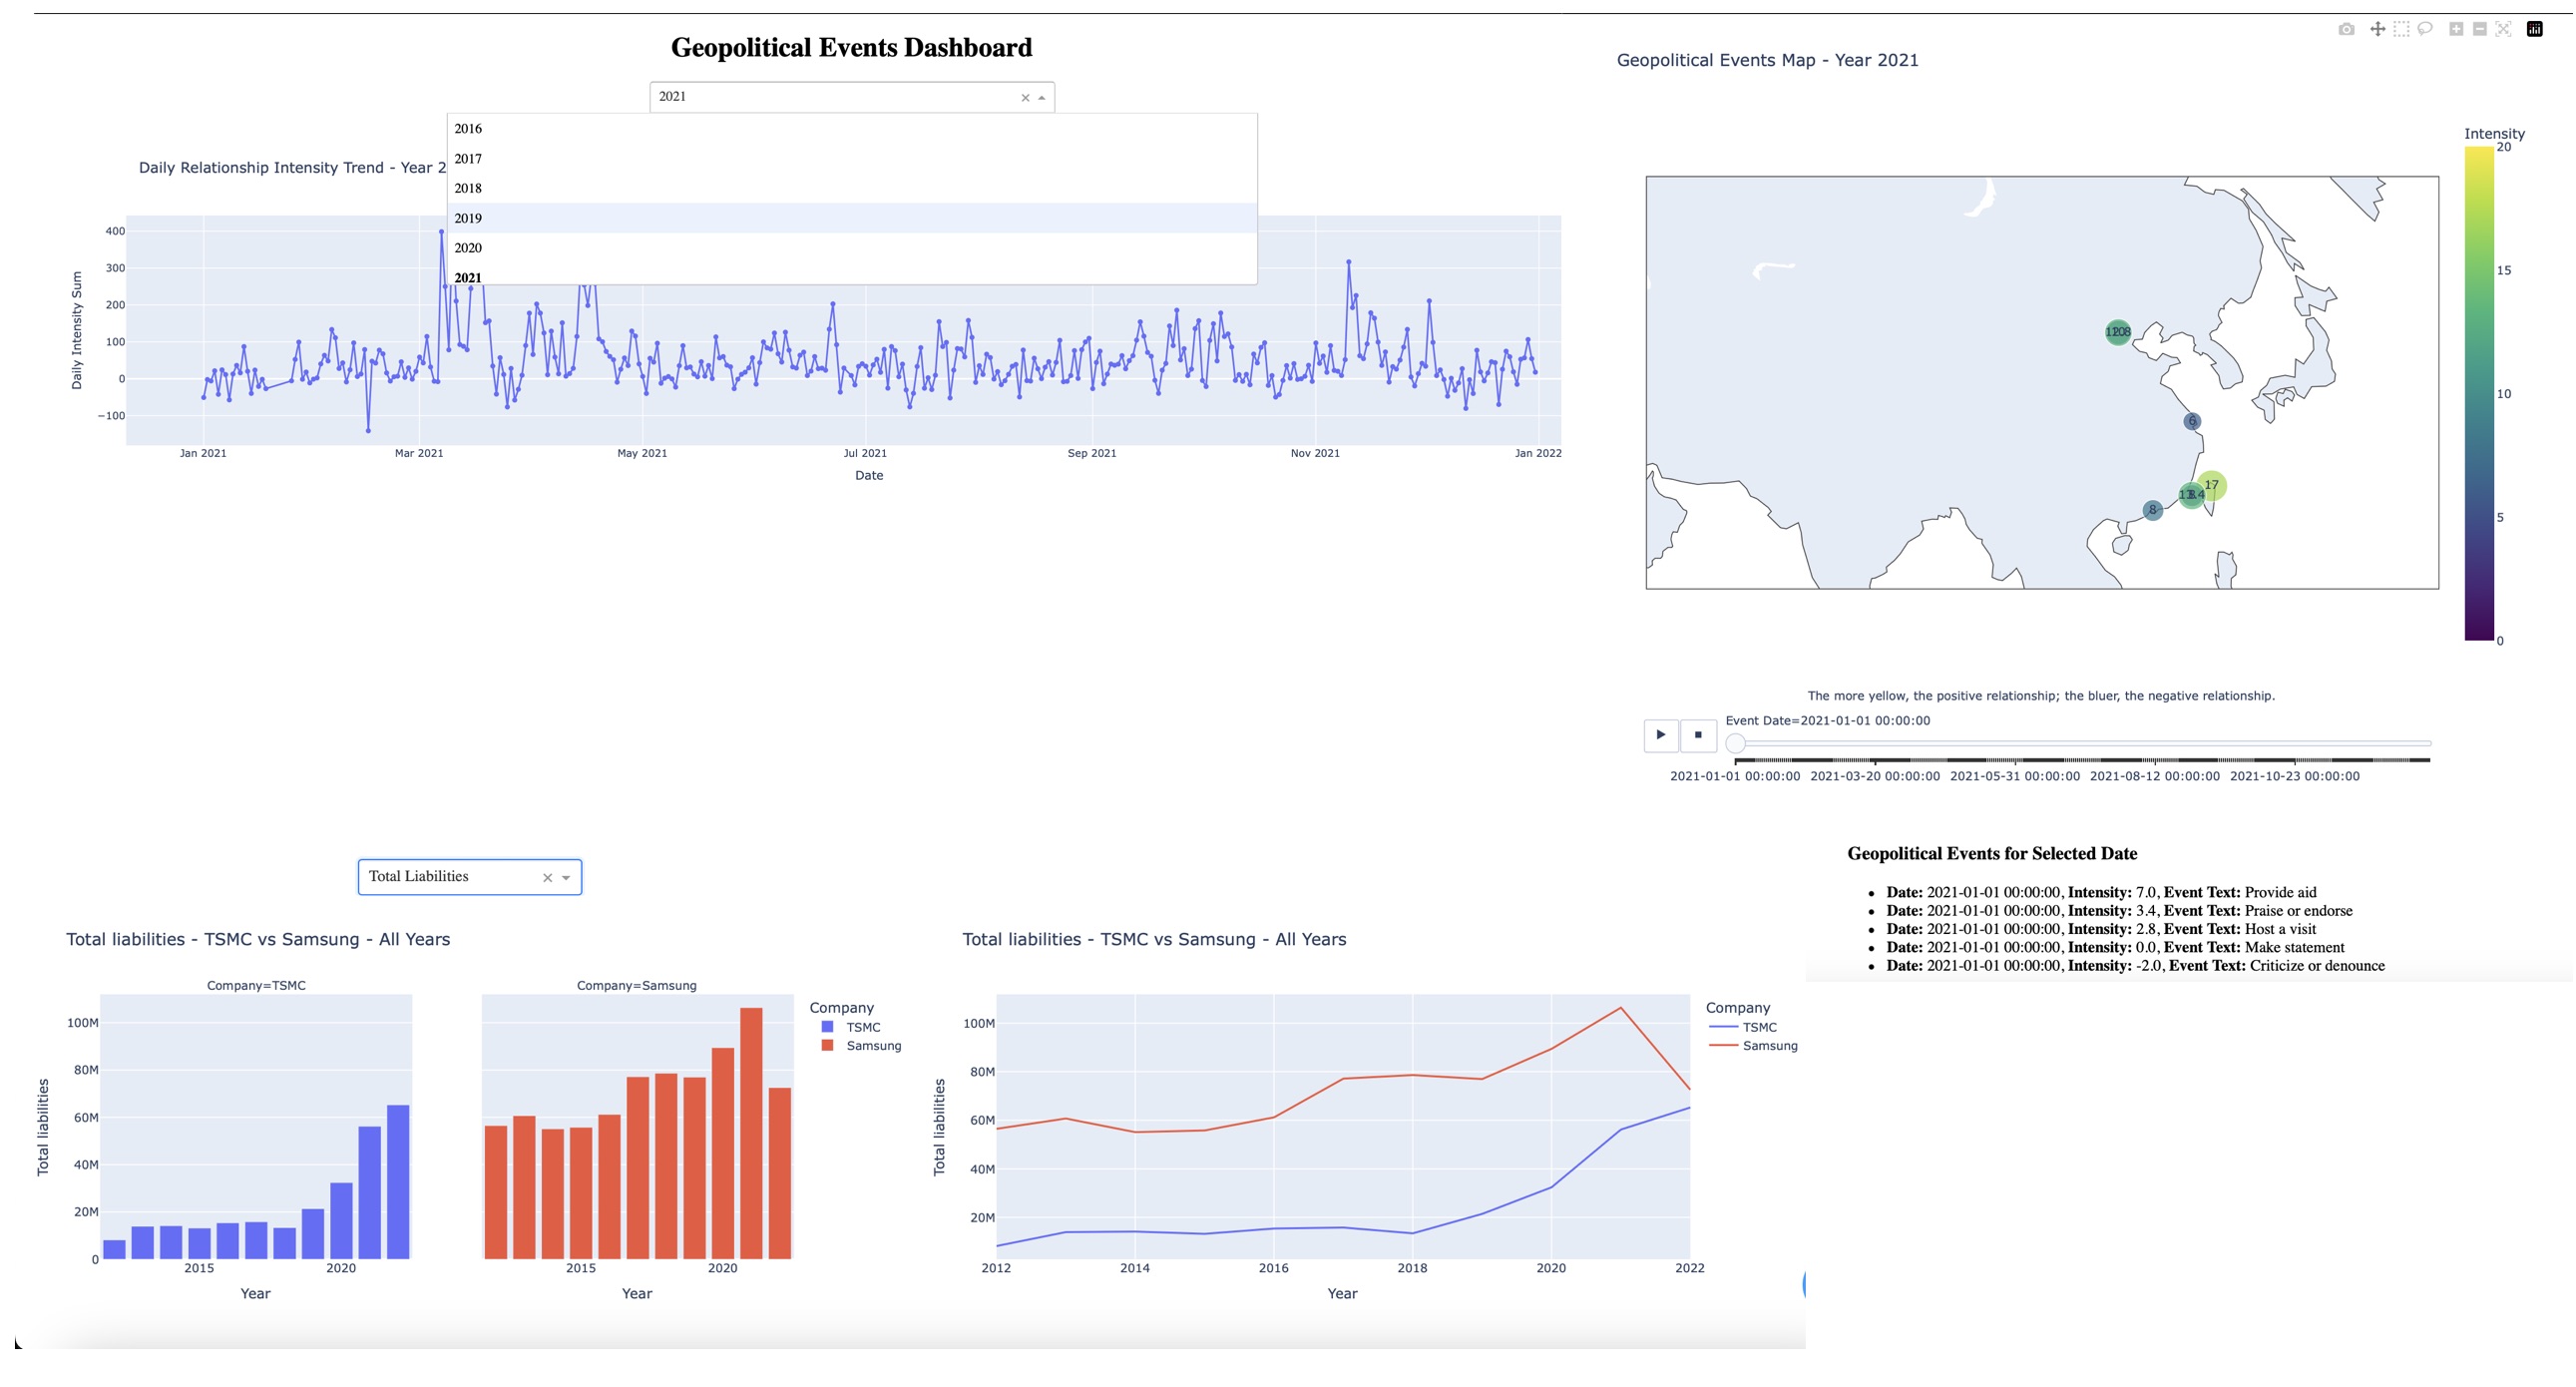 Geopolitical Events Dashboard
2021
2016
2017
2018
2019
2020
2021
Daily Relationship Intensity Trend - Year 2
Daily Intensity Sum
400
300
200
100
0
−100
Jan 2021
Mar 2021
May 2021
Jul 2021
Sep 2021
Nov 2021
Jan 2022
Date
Geopolitical Events Map - Year 2021
Intensity
20
15
10
5
0
6
17
8
The more yellow, the positive relationship; the bluer, the negative relationship.
Event Date=2021-01-01 00:00:00
2021-01-01 00:00:00
2021-03-20 00:00:00
2021-05-31 00:00:00
2021-08-12 00:00:00
2021-10-23 00:00:00
Geopolitical Events for Selected Date
• Date: 2021-01-01 00:00:00, Intensity: 7.0, Event Text: Provide aid
• Date: 2021-01-01 00:00:00, Intensity: 3.4, Event Text: Praise or endorse
• Date: 2021-01-01 00:00:00, Intensity: 2.8, Event Text: Host a visit
• Date: 2021-01-01 00:00:00, Intensity: 0.0, Event Text: Make statement
• Date: 2021-01-01 00:00:00, Intensity: -2.0, Event Text: Criticize or denounce
Total Liabilities
Total liabilities - TSMC vs Samsung - All Years
Company=TSMC
Company=Samsung
Company
TSMC
Samsung
Total liabilities
100M
80M
60M
40M
20M
0
2015
2020
2015
2020
Year
Year
Total liabilities - TSMC vs Samsung - All Years
Company
TSMC
Samsung
Total liabilities
100M
80M
60M
40M
20M
2012
2014
2016
2018
2020
2022
Year